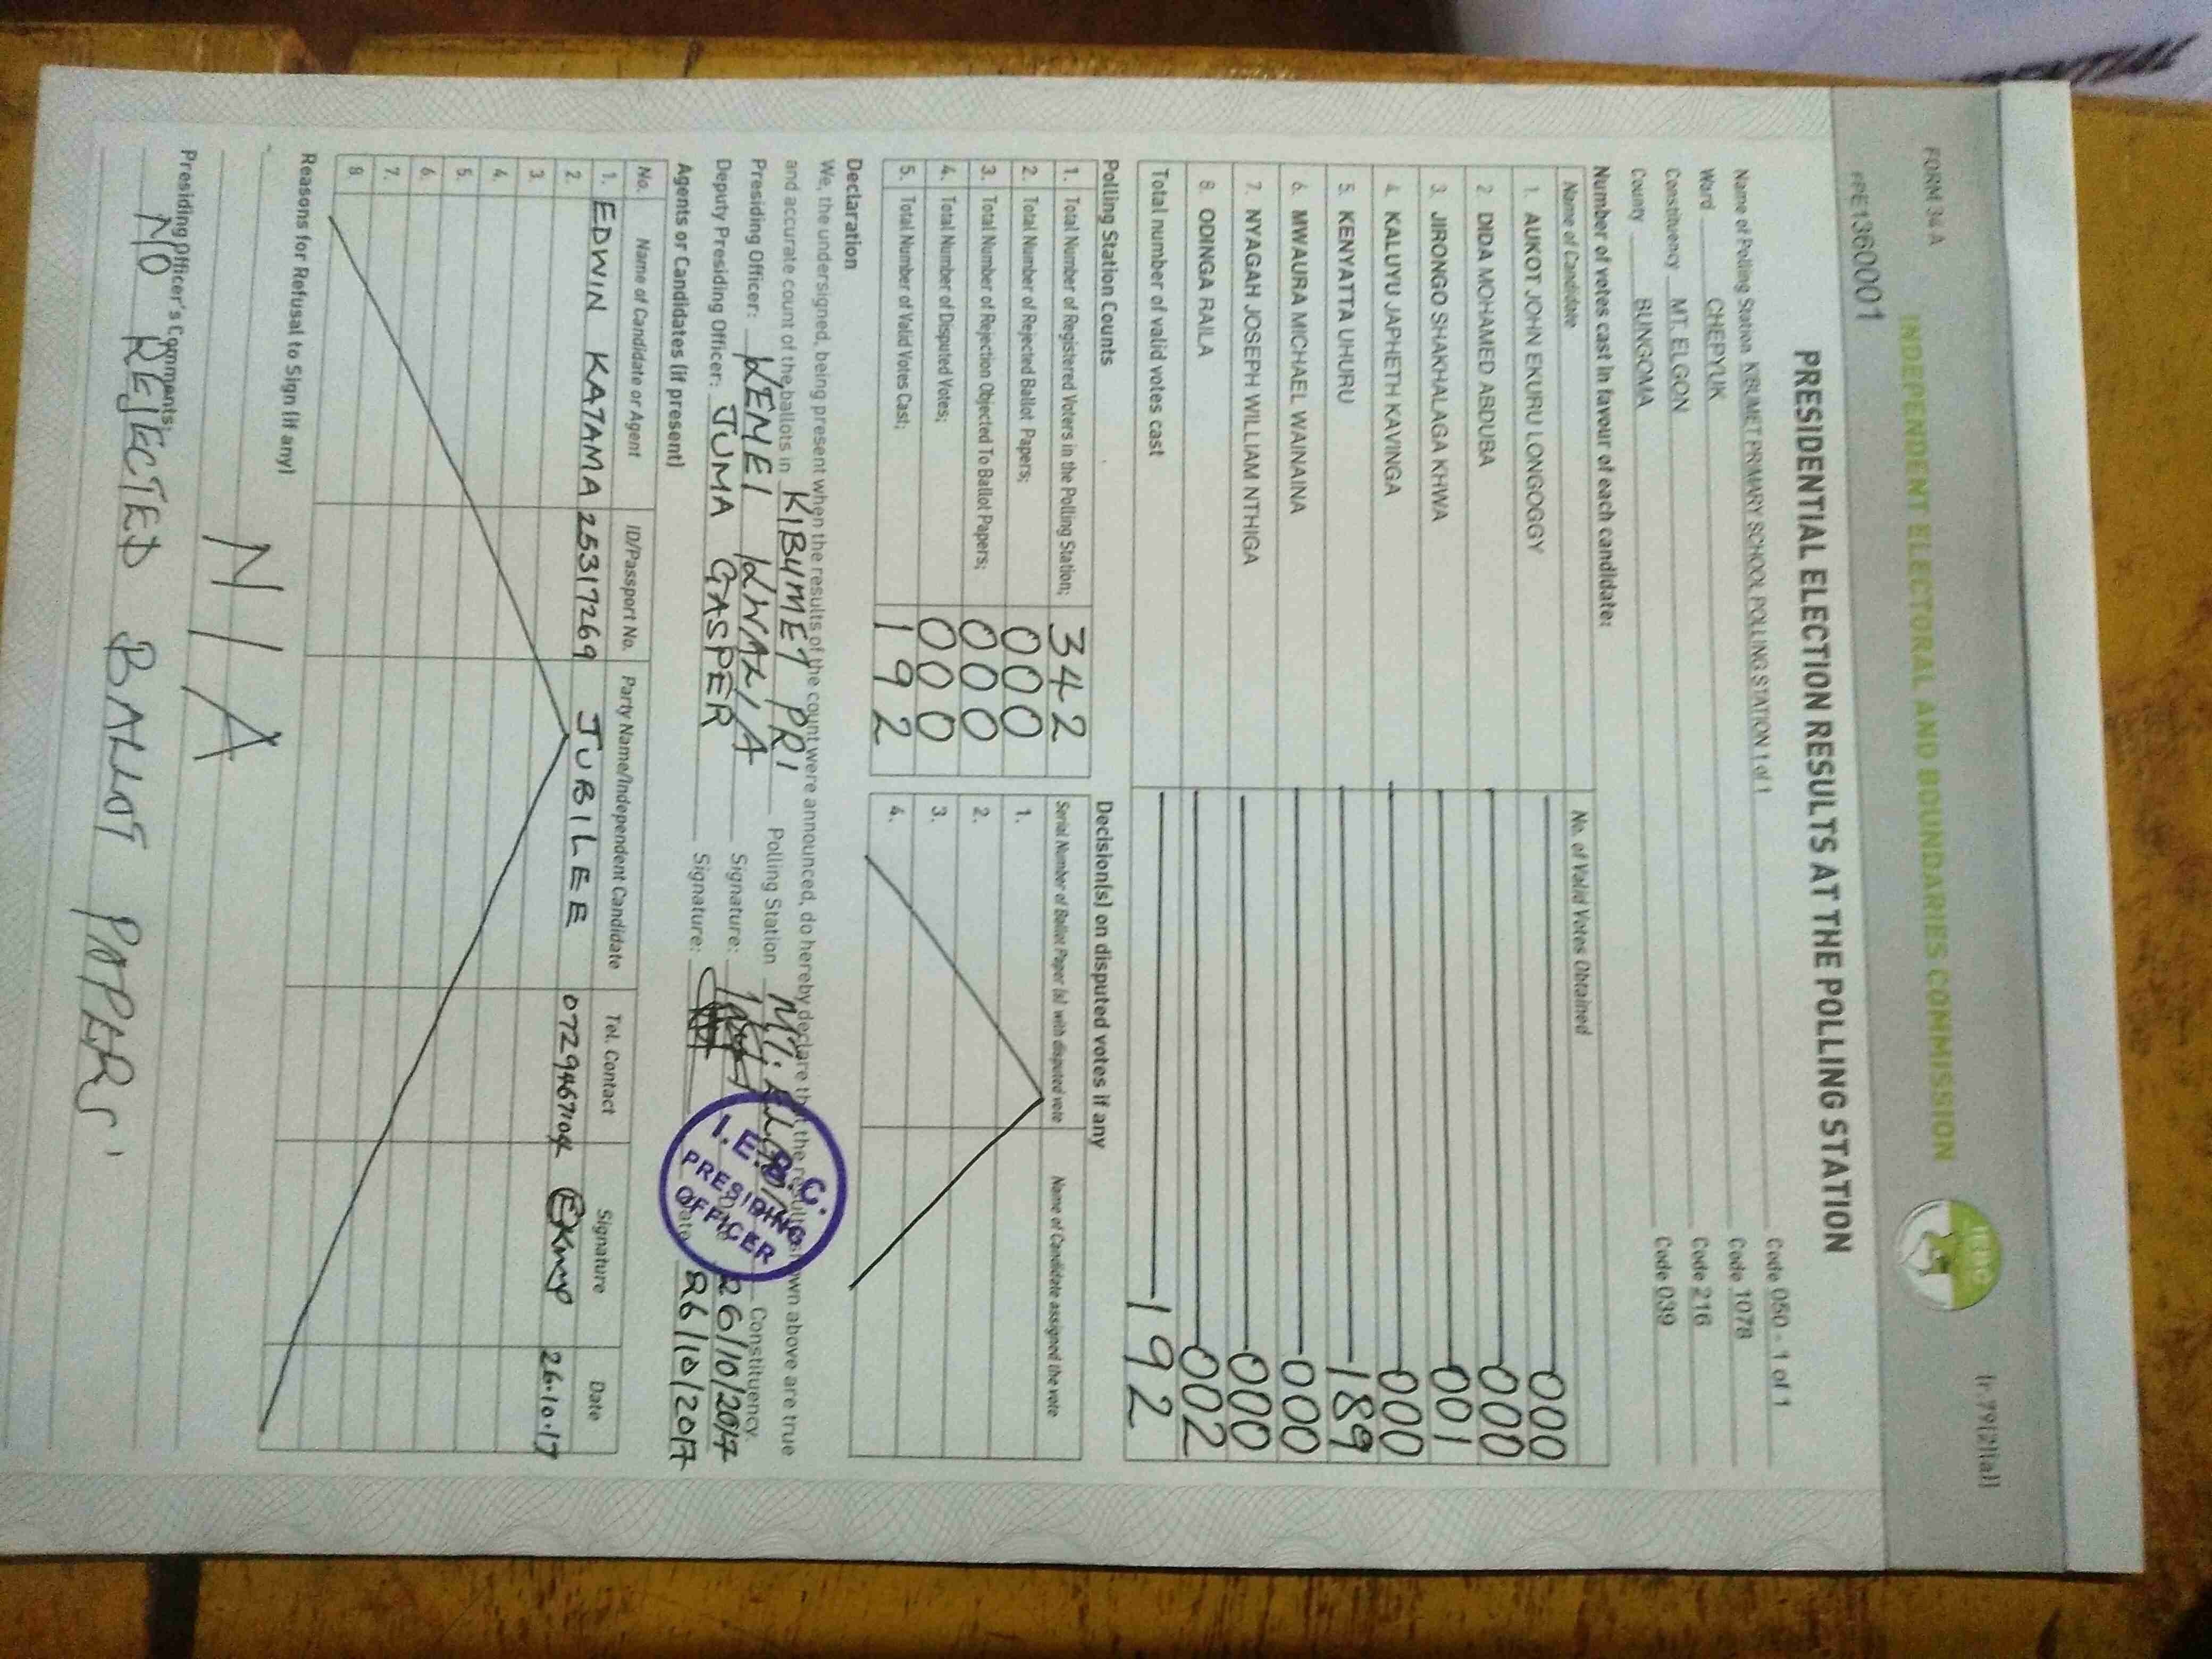 FORM 34 A
(r 79(2)(a))
INDEPENDENT ELECTORAL AND BOUNDARIES COMMISSION
iebc
PRESIDENTIAL ELECTION RESULTS AT THE POLLING STATION
Name of Polling Station KIBUMET PRIMARY SCHOOL POLLING STATION 1 of 1 Code 050 - 1 of 1
Ward CHEPYUK Code 1078
Constituency MT. ELGON Code 216
County BUNGOMA Code 039
Number of votes cast in favour of each candidate:
Name of Candidate No. of Valid Votes Obtained
1. AUKOT JOHN EKURU LONGOGGY 000
2. DIDA MOHAMED ABDUBA 000
3. JIRONGO SHAKHALAGA KHWA 001
4. KALUYU JAPHETH KAVINGA 000
5. KENYATTA UHURU 189
6. MWAURA MICHAEL WAINAINA 000
7. NYAGAH JOSEPH WILLIAM NTHIGA 000
8. ODINGA RAILA 002
Total number of valid votes cast 192
Polling Station Counts
1. Total Number of Registered Voters in the Polling Station; 342
2. Total Number of Rejected Ballot Papers; 000
3. Total Number of Rejection Objected To Ballot Papers; 000
4. Total Number of Disputed Votes; 000
5. Total Number of Valid Votes Cast; 192
Decision(s) on disputed votes if any
Serial Number of Ballot Paper (s) with disputed vote Name of Candidate assigned the vote
1.
2.
3.
4.
Declaration
We, the undersigned, being present when the results of the count were announced, do hereby declare that the results shown above are true
and accurate count of the ballots in KIBUMET PRI Polling Station MT. ELGON Constituency.
Presiding Officer: KEMEI KWALIA Signature: Date 26/10/2017
Deputy Presiding Officer: JUMA GASPER Signature: Date 26/10/2017
I.E.B.C.
PRESIDING
OFFICER
Agents or Candidates (if present)
No. Name of Candidate or Agent ID/Passport No. Party Name/Independent Candidate Tel. Contact Signature Date
1. EDWIN KATAMA 25317269 JUBILEE 0729467104 26.10.17
2.
3.
4.
5.
6.
7.
8
Reasons for Refusal to Sign (if any)
N/A
Presiding Officer's Comments:
NO REJECTED BALLOT PAPERS